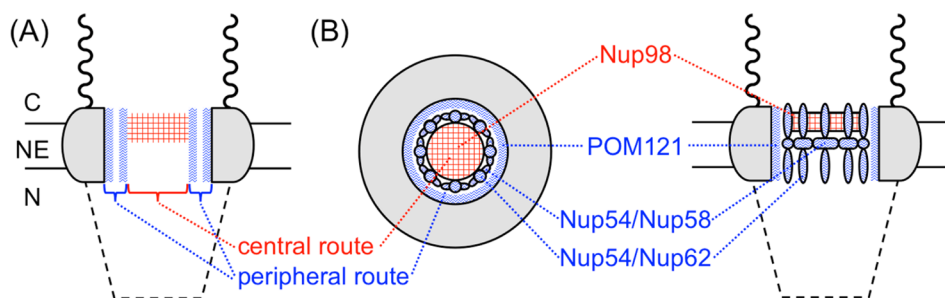 (A)
C
NE
N
central route
peripheral route
(B)
Nup98
POM121
Nup54/Nup58
Nup54/Nup62